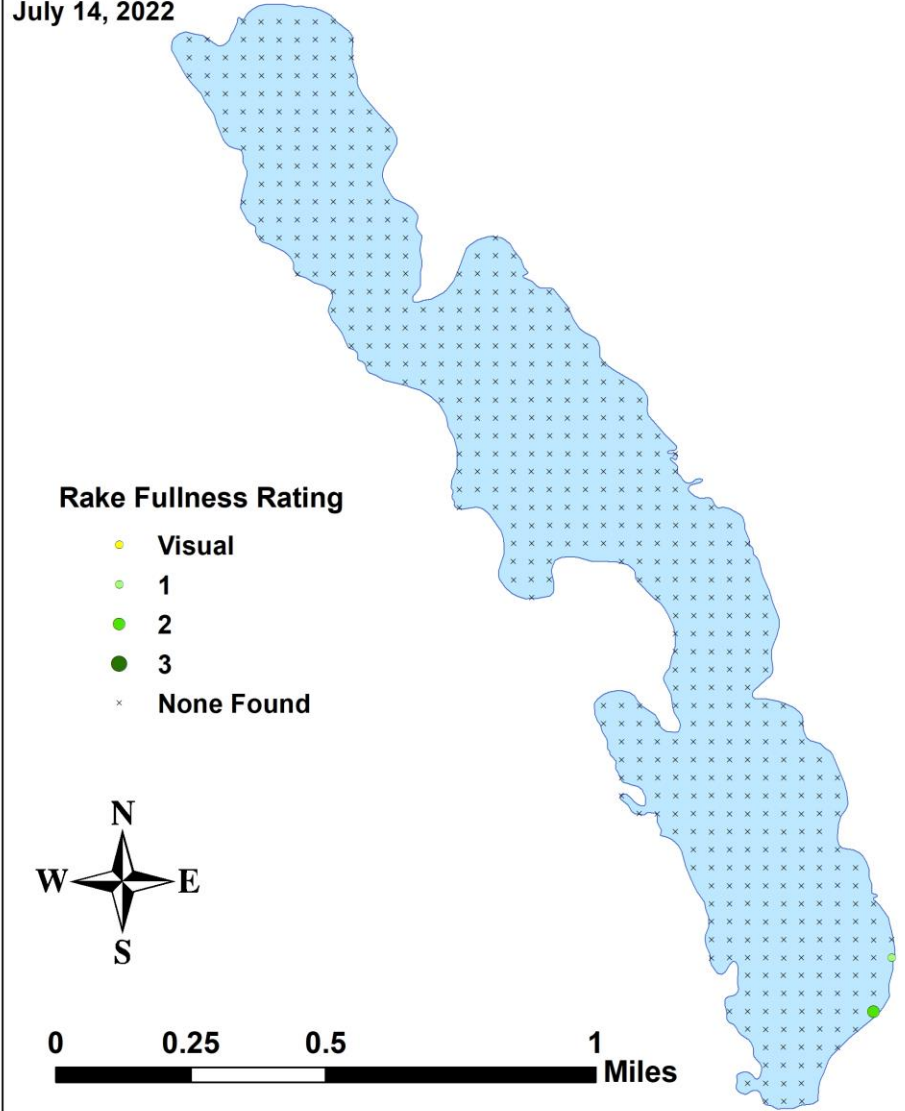 July 14, 2022
Rake Fullness Rating
Visual
1
2
3
None Found
N
W E
S
0 0.25 0.5 1
Miles